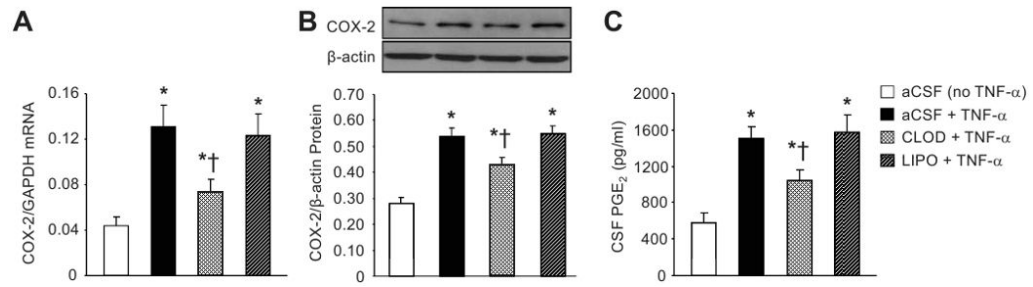 A
COX-2/GAPDH mRNA
0.16
0.12
0.08
0.04
0
*
*†
*
B
COX-2
β-actin
COX-2/β-actin Protein
0.70
0.60
0.50
0.40
0.30
0.20
0.10
0.0
*
*†
*
C
CSF PGE₂ (pg/ml)
2000
1600
1200
800
400
0
*
*†
*
aCSF (no TNF-α)
aCSF + TNF-α
CLOD + TNF-α
LIPO + TNF-α